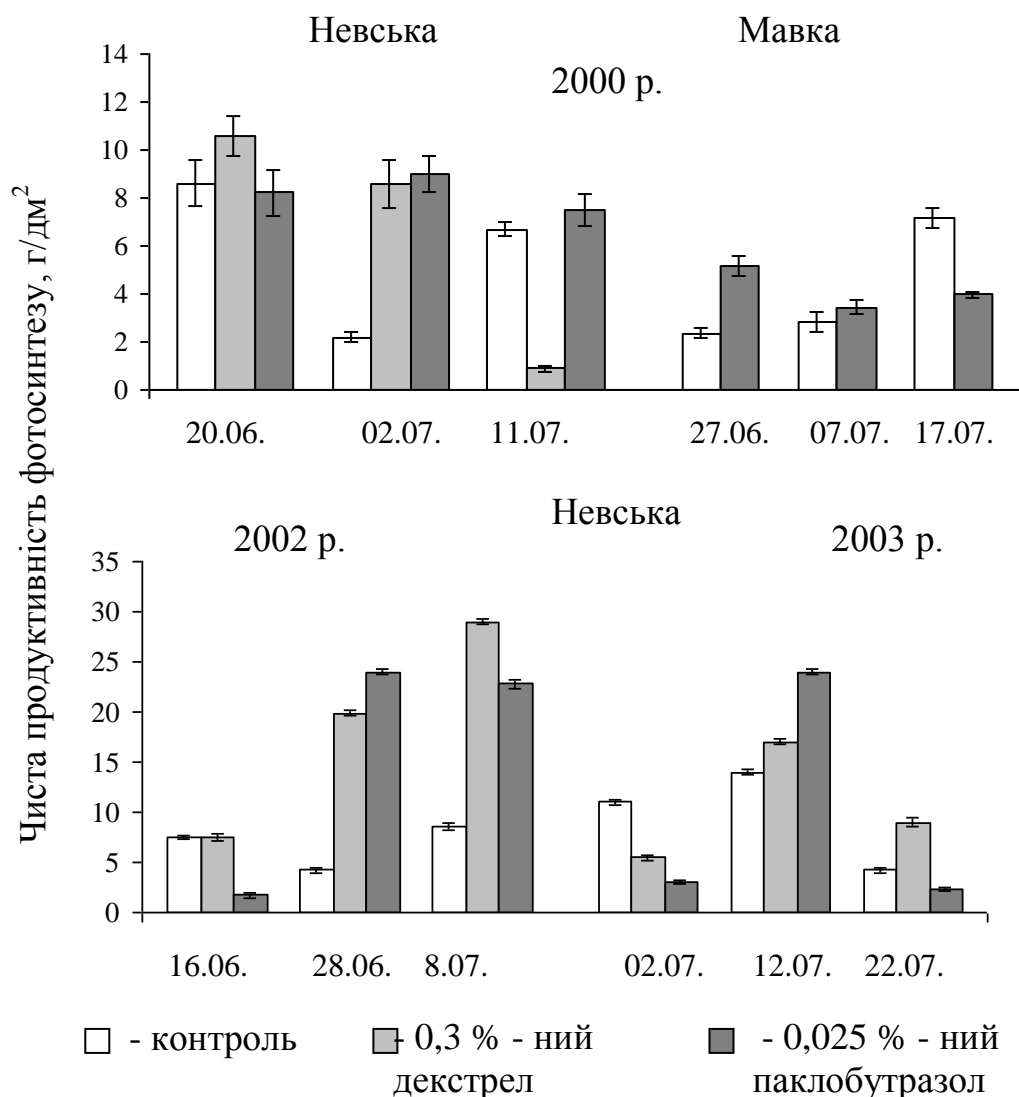 Невська Мавка
2000 р.
14
12
10
8
6
4
2
0
20.06. 02.07. 11.07. 27.06. 07.07. 17.07.
Чиста продуктивність фотосинтезу, г/дм²
Невська
2002 р. 2003 р.
35
30
25
20
15
10
5
0
16.06. 28.06. 8.07. 02.07. 12.07. 22.07.
- контроль - 0,3 % - ний - 0,025 % - ний
декстрел паклобутразол